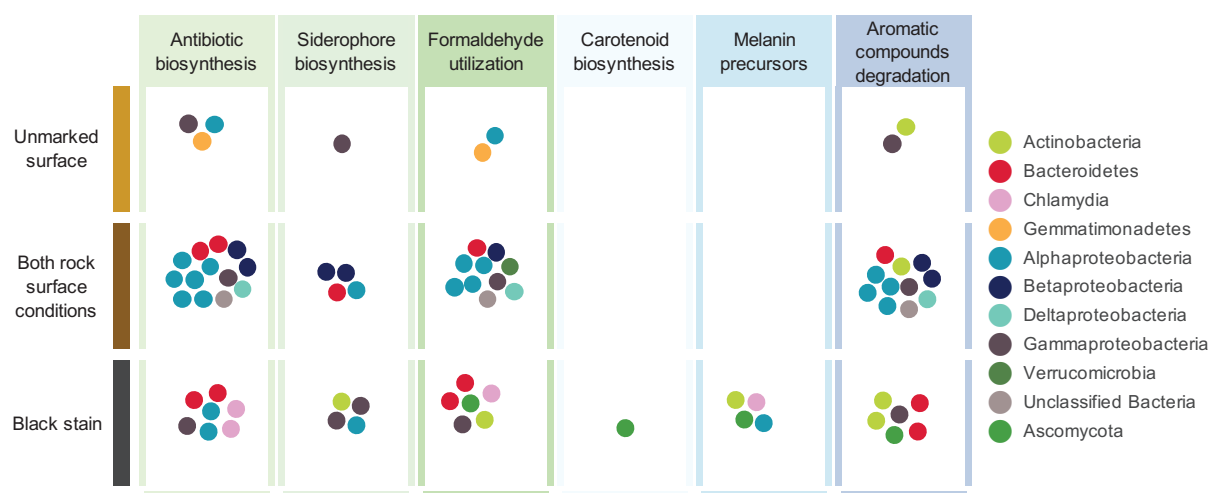 Antibiotic
biosynthesis
Siderophore
biosynthesis
Formaldehyde
utilization
Carotenoid
biosynthesis
Melanin
precursors
Aromatic
compounds
degradation
Unmarked
surface
Both rock
surface
conditions
Black stain
Actinobacteria
Bacteroidetes
Chlamydia
Gemmatimonadetes
Alphaproteobacteria
Betaproteobacteria
Deltaproteobacteria
Gammaproteobacteria
Verrucomicrobia
Unclassified Bacteria
Ascomycota